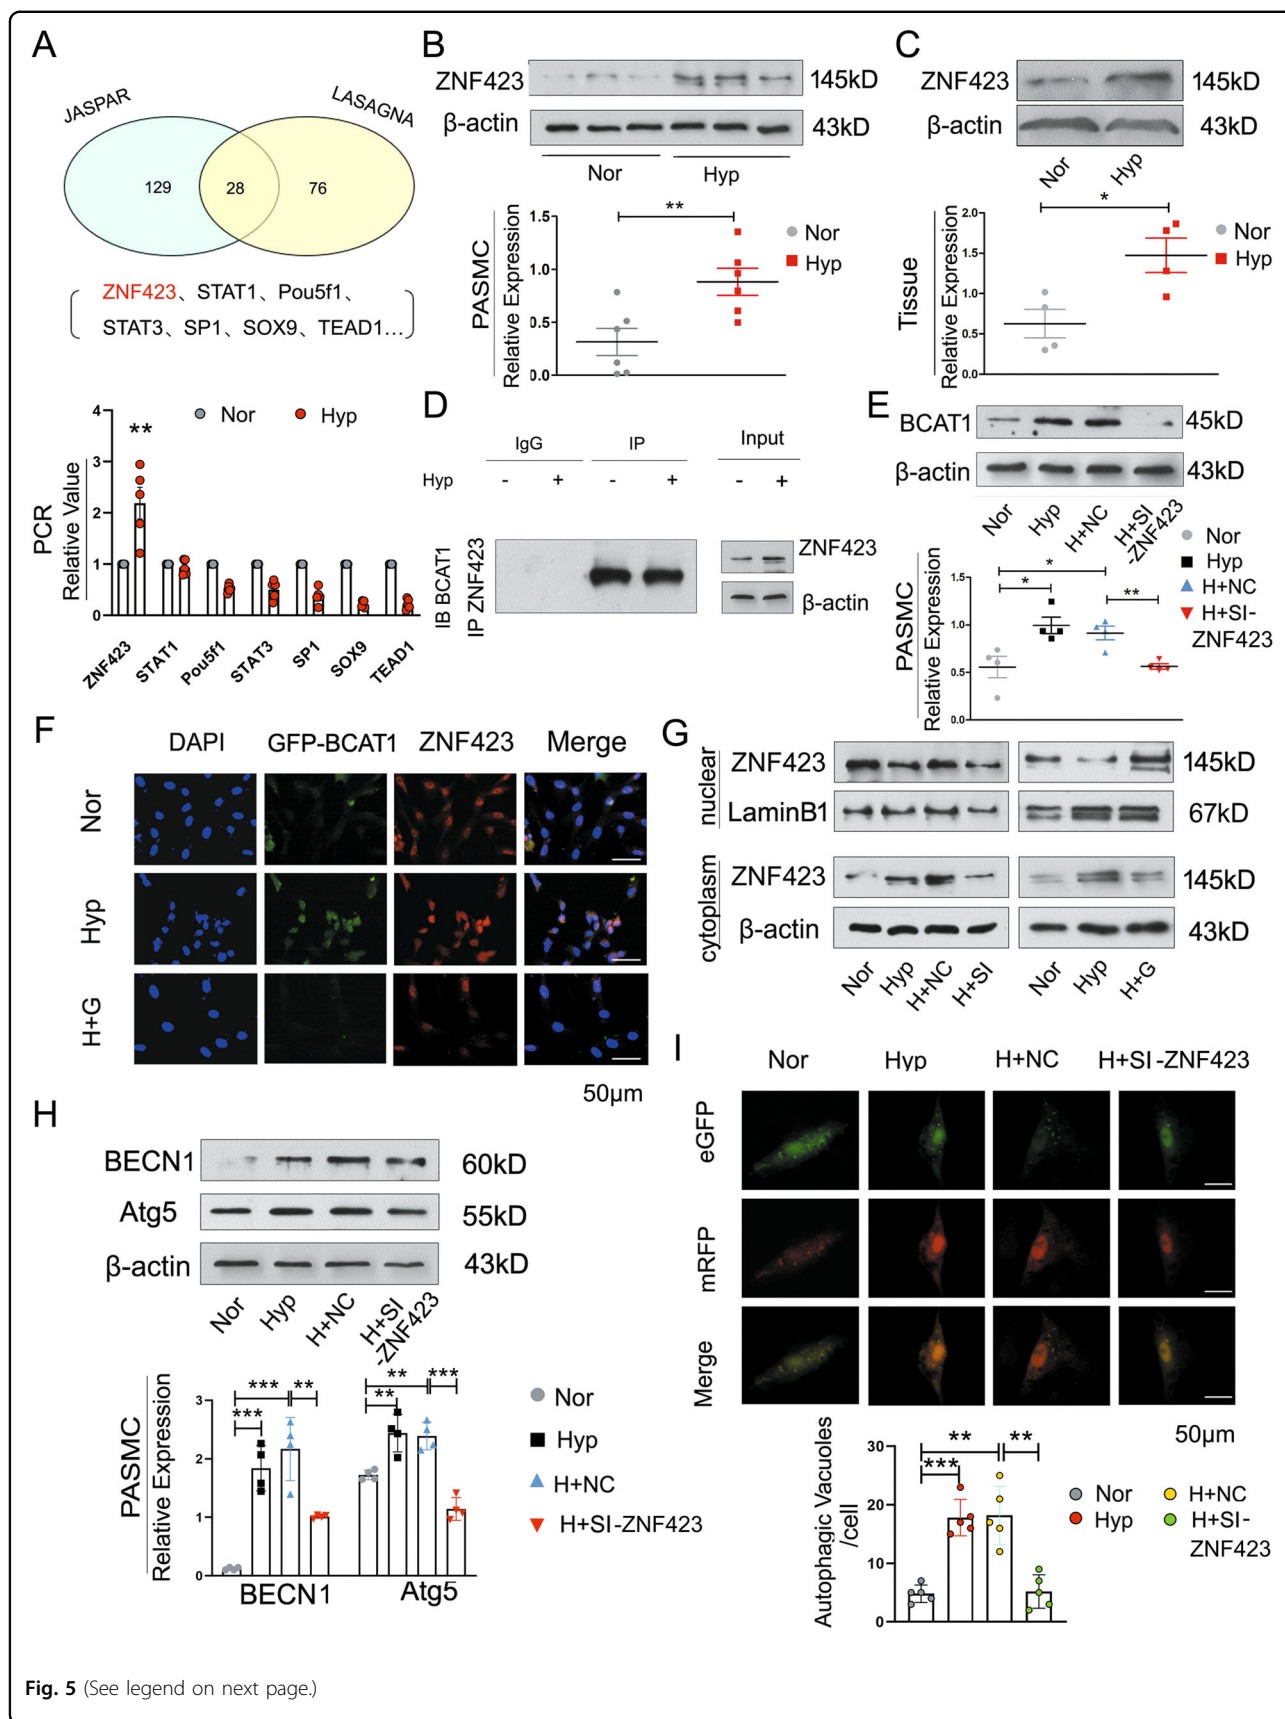 A
JASPAR
LASAGNA
129
28
76
ZNF423、STAT1、Pou5f1、
STAT3、SP1、SOX9、TEAD1...
PCR
Relative Value
4
3
2
1
0
Nor
Hyp
**
ZNF423
STAT1
Pou5f1
STAT3
SP1
SOX9
TEAD1
B
ZNF423
145kD
β-actin
43kD
Nor
Hyp
PASMC
Relative Expression
1.5
1.0
0.5
0.0
**
Nor
Hyp
C
ZNF423
145kD
β-actin
43kD
Nor
Hyp
Tissue
Relative Expression
2.0
1.5
1.0
0.5
0.0
*
Nor
Hyp
D
IgG
IP
Input
Hyp
-
+
-
+
-
+
IB BCAT1
IP ZNF423
ZNF423
β-actin
E
BCAT1
45kD
β-actin
43kD
Nor
Hyp
H+NC
H+SI
-ZNF423
PASMC
Relative Expression
1.5
1.0
0.5
0.0
*
*
**
Nor
Hyp
H+NC
H+SI-
ZNF423
F
DAPI
GFP-BCAT1
ZNF423
Merge
Nor
Hyp
H+G
50μm
G
nuclear
ZNF423
145kD
LaminB1
67kD
cytoplasm
ZNF423
145kD
β-actin
43kD
Nor
Hyp
H+NC
H+SI
Nor
Hyp
H+G
H
BECN1
60kD
Atg5
55kD
β-actin
43kD
Nor
Hyp
H+NC
H+SI
-ZNF423
PASMC
Relative Expression
3
2
1
0
***
***
**
**
**
***
BECN1
Atg5
Nor
Hyp
H+NC
H+SI-ZNF423
I
Nor
Hyp
H+NC
H+SI-ZNF423
eGFP
mRFP
Merge
50μm
Autophagic Vacuoles
/cell
30
20
10
0
**
***
**
Nor
Hyp
H+NC
H+SI-
ZNF423
Fig. 5 (See legend on next page.)